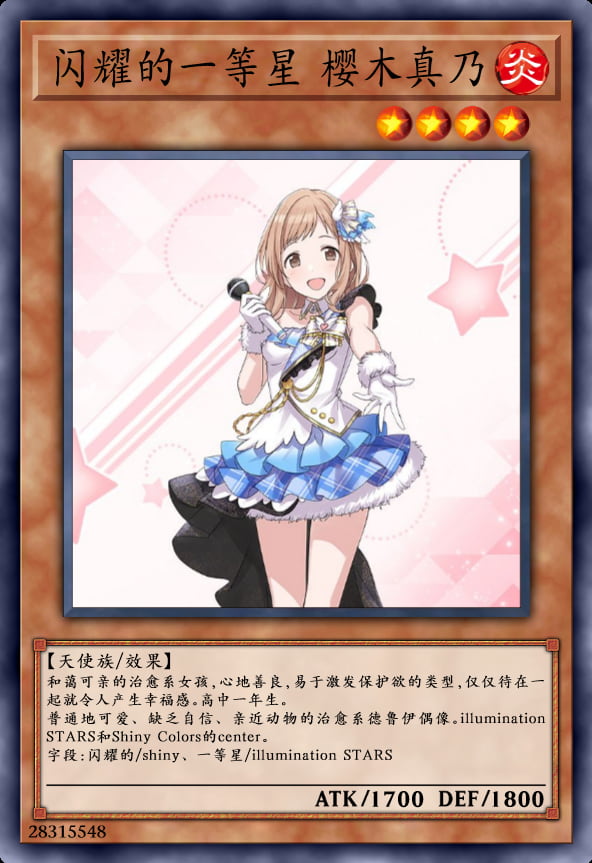 闪耀的一等星 樱木真乃
炎
【天使族/效果】
和蔼可亲的治愈系女孩,心地善良,易于激发保护欲的类型,仅仅待在一
起就令人产生幸福感。高中一年生。
普通地可爱、缺乏自信、亲近动物的治愈系德鲁伊偶像。illumination
STARS和Shiny Colors的center。
字段:闪耀的/shiny、一等星/illumination STARS
ATK/1700 DEF/1800
28315548